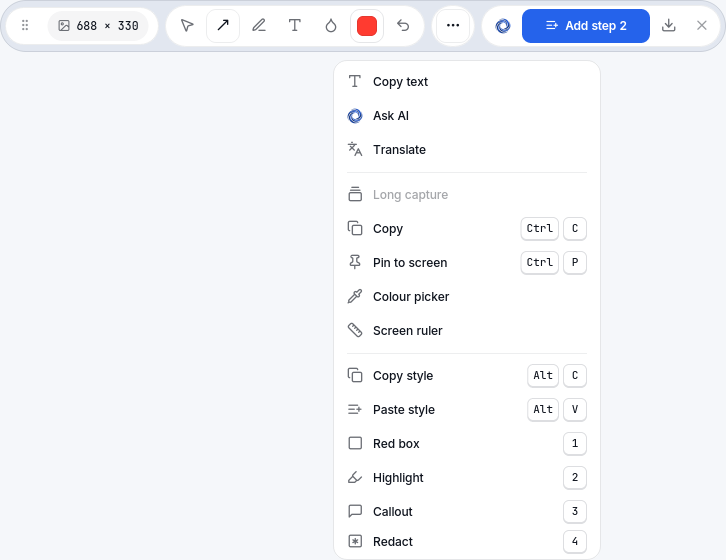 688 × 330
Add step 2
Copy text
Ask AI
Translate
Long capture
Copy Ctrl C
Pin to screen Ctrl P
Colour picker
Screen ruler
Copy style Alt C
Paste style Alt V
Red box 1
Highlight 2
Callout 3
Redact 4